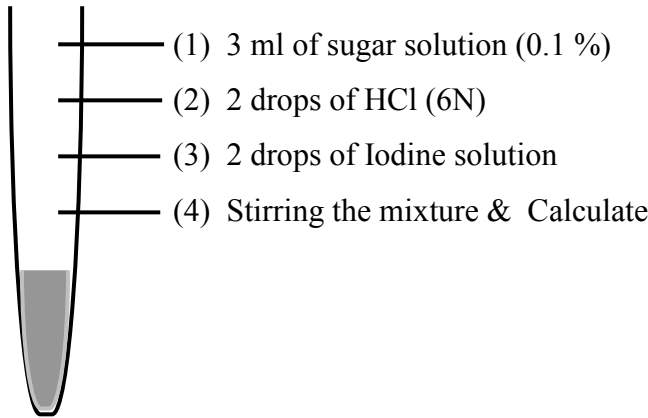 (1) 3 ml of sugar solution (0.1 %)
(2) 2 drops of HCl (6N)
(3) 2 drops of Iodine solution
(4) Stirring the mixture & Calculate